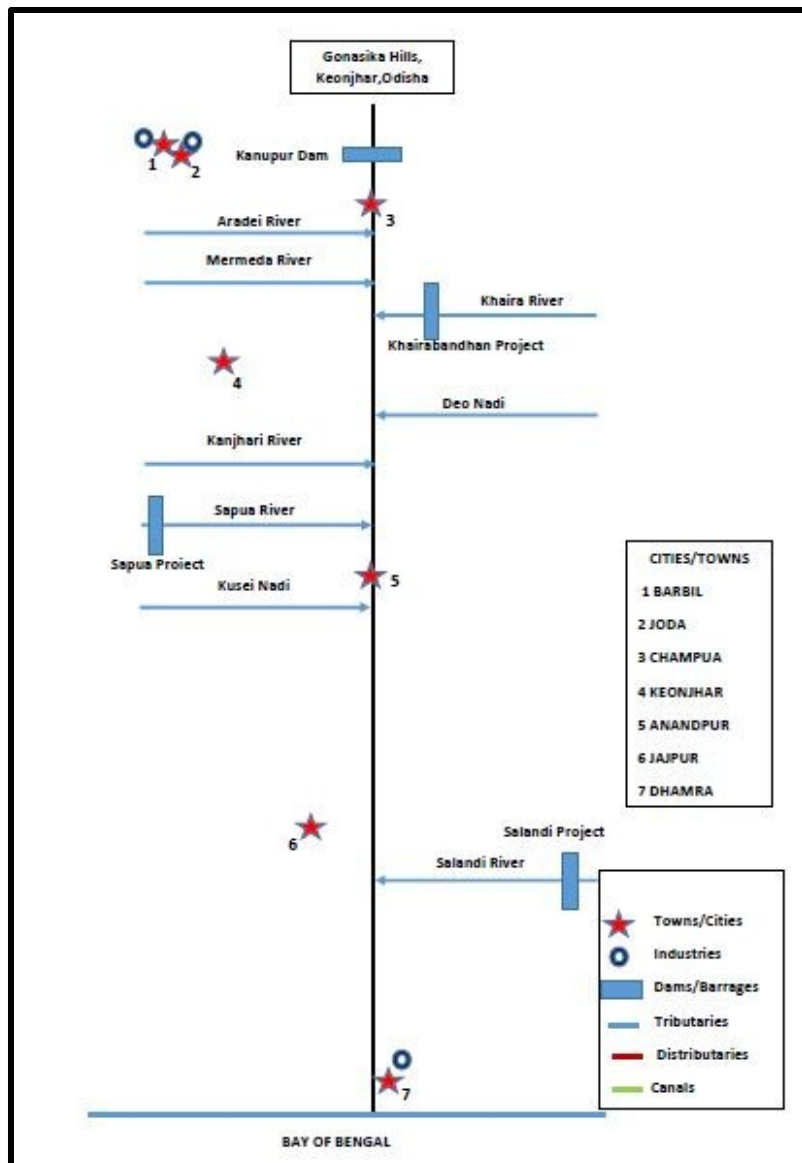 Gonasika Hills,
Keonjhar,Odisha
1
2
Kanupur Dam
3
Aradei River
Mermeda River
Khaira River
Khairabandhan Project
4
Deo Nadi
Kanjhari River
Sapua River
Sapua Project
5
Kusei Nadi
CITIES/TOWNS
1 BARBIL
2 JODA
3 CHAMPUA
4 KEONJHAR
5 ANANDPUR
6 JAJPUR
7 DHAMRA
6
Salandi Project
Salandi River
Towns/Cities
Industries
Dams/Barrages
Tributaries
Distributaries
Canals
7
BAY OF BENGAL